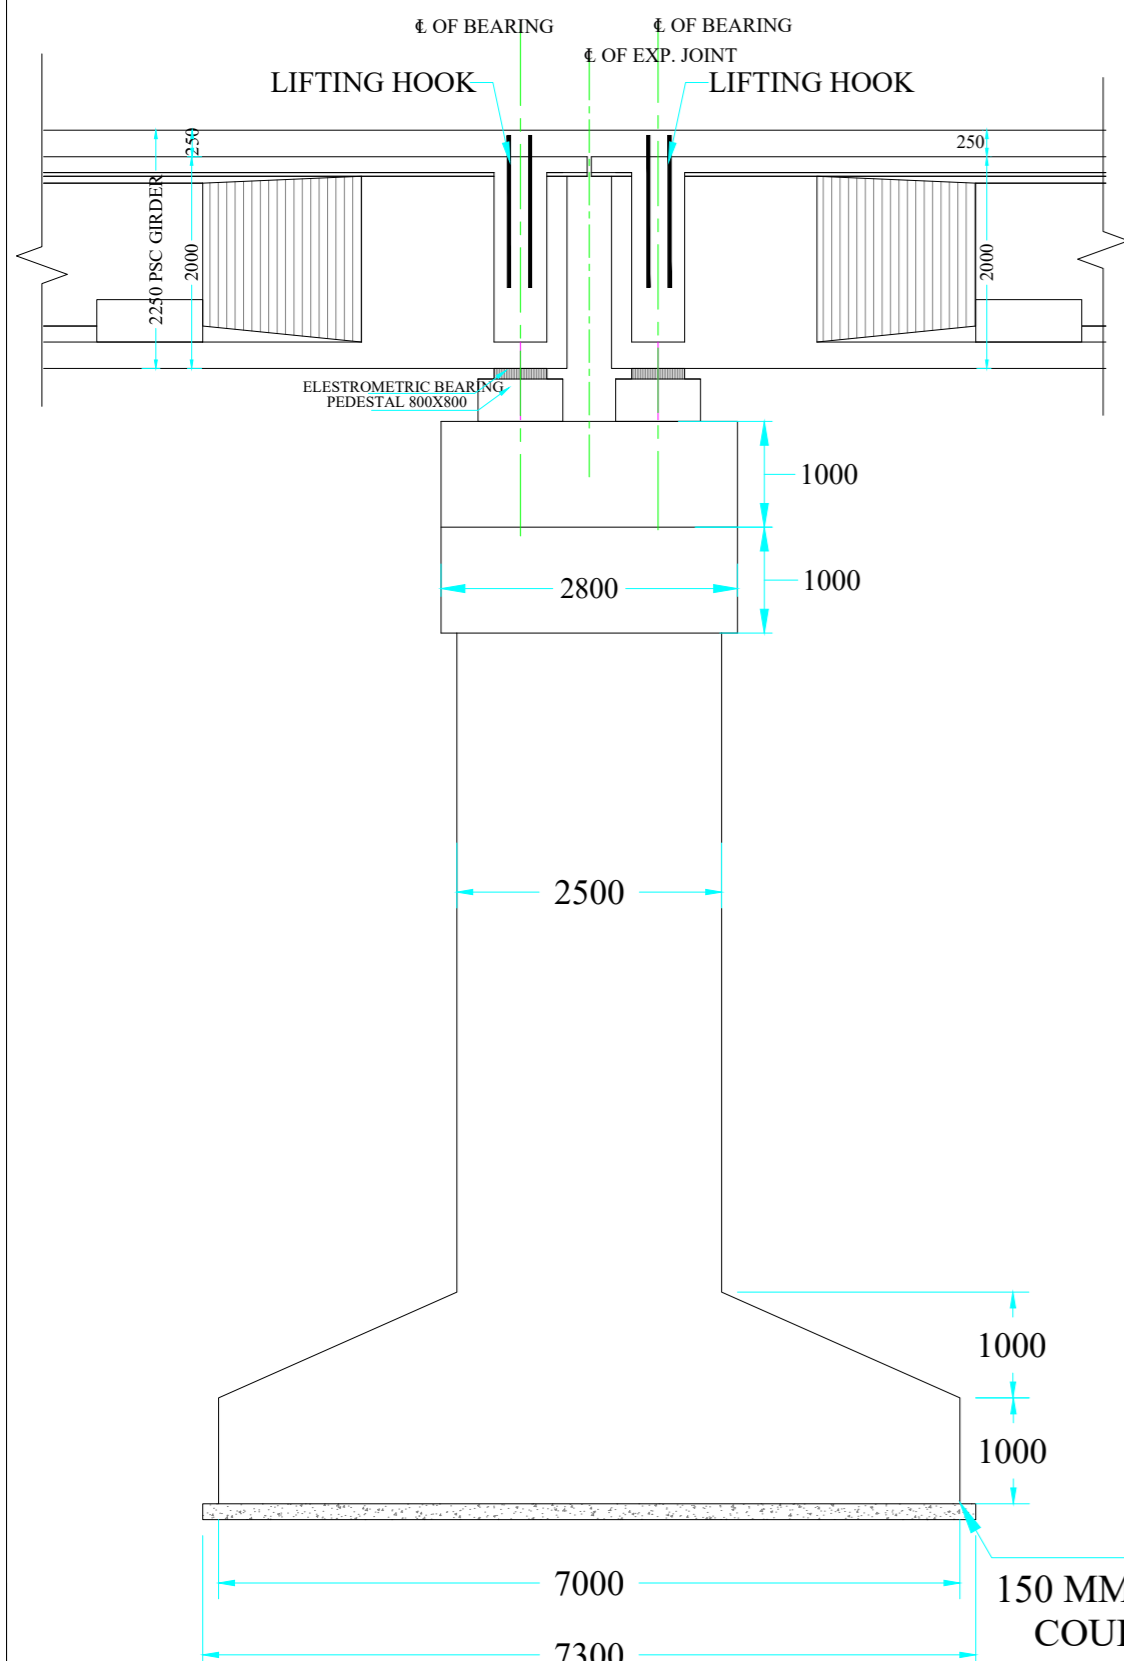 ℄ OF BEARING
℄ OF BEARING
℄ OF EXP. JOINT
LIFTING HOOK
LIFTING HOOK
250
250
2250 PSC GIRDER
2000
2000
ELESTROMETRIC BEARING
PEDESTAL 800X800
1000
1000
2800
2500
1000
1000
7000
150 MM
COU
7300